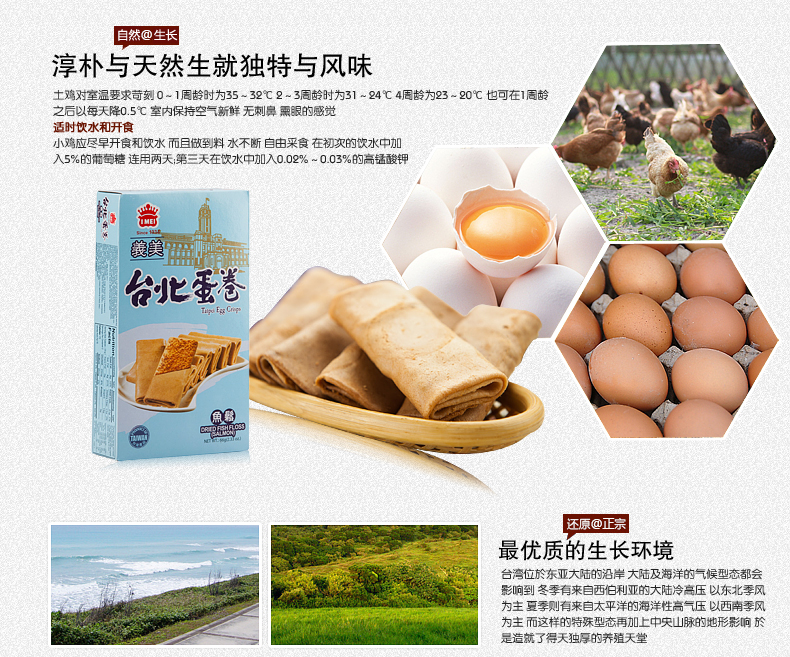 自然@生长
淳朴与天然生就独特与风味
土鸡对室温要求苛刻 0~1周龄时为35~32℃ 2~3周龄时为31~24℃ 4周龄为23~20℃ 也可在1周龄
之后以每天降0.5℃ 室内保持空气新鲜 无刺鼻 熏眼的感觉
适时饮水和开食
小鸡应尽早开食和饮水 而且做到料 水不断 自由采食 在初次的饮水中加
入5%的葡萄糖 连用两天;第三天在饮水中加入0.02%~0.03%的高锰酸钾
I MEI
Since 1934
義美
台北蛋卷
Taipei Egg Crisps
魚鬆
DRIED FISH FLOSS
(SALMON)
TAIWAN
Nutrition Facts
还原@正宗
最优质的生长环境
台湾位於东亚大陆的沿岸 大陆及海洋的气候型态都会
影响到 冬季有来自西伯利亚的大陆冷高压 以东北季风
为主 夏季则有来自太平洋的海洋性高气压 以西南季风
为主 而这样的特殊型态再加上中央山脉的地形影响 於
是造就了得天独厚的养殖天堂